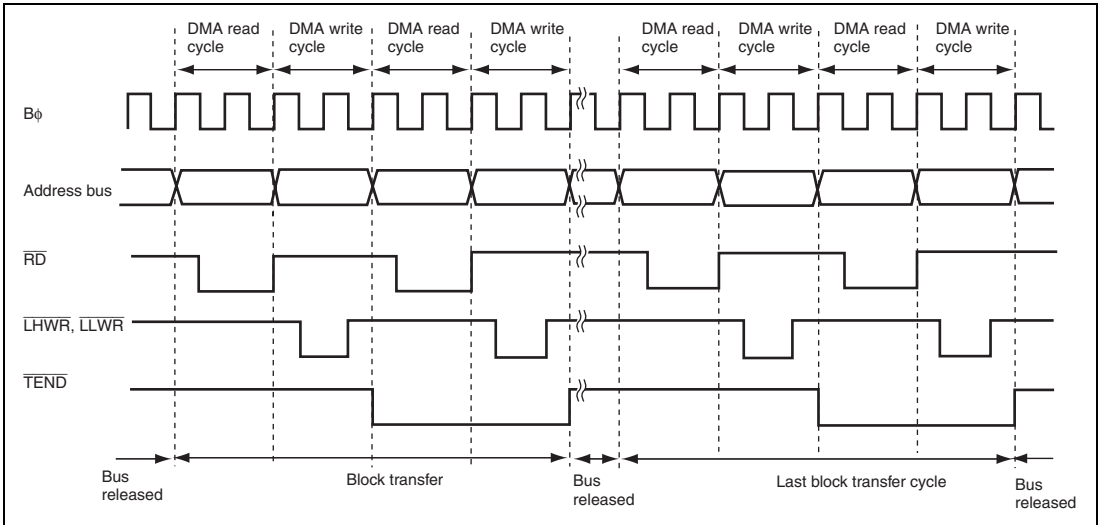 DMA read cycle
DMA write cycle
DMA read cycle
DMA write cycle
DMA read cycle
DMA write cycle
DMA read cycle
DMA write cycle
Bϕ
Address bus
RD
LHWR, LLWR
TEND
Bus released
Block transfer
Bus released
Last block transfer cycle
Bus released